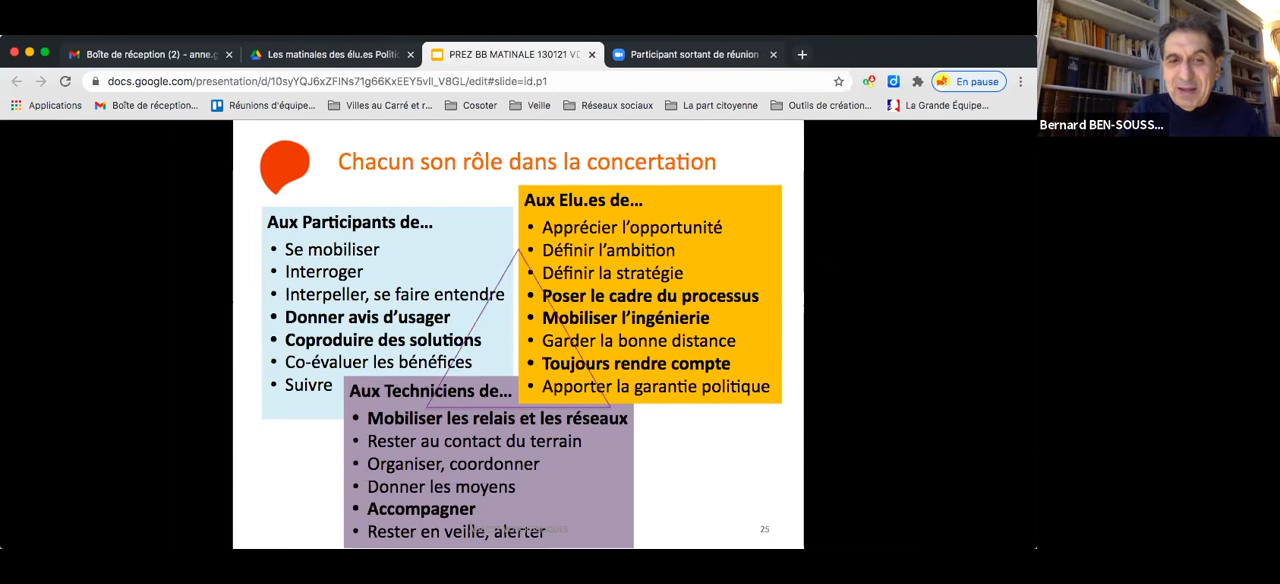 Boîte de réception (2) - anne.g
Les matinales des élu.es Politi
PREZ BB MATINALE 130121 V
Participant sortant de réunion
docs.google.com/presentation/d/10syYQJ6xZFINs71g66KxEEY5vII_V8GL/edit#slide=id.p1
En pause
Applications
Boîte de réception...
Réunions d'équipe...
Villes au Carré et r...
Cosoter
Veille
Réseaux sociaux
La part citoyenne
Outils de création...
La Grande Équipe...
Bernard BEN-SOUSS...
Chacun son rôle dans la concertation
Aux Participants de...
• Se mobiliser
• Interroger
• Interpeller, se faire entendre
• Donner avis d'usager
• Coproduire des solutions
• Co-évaluer les bénéfices
• Suivre
Aux Elu.es de...
• Apprécier l'opportunité
• Définir l'ambition
• Définir la stratégie
• Poser le cadre du processus
• Mobiliser l'ingénierie
• Garder la bonne distance
• Toujours rendre compte
• Apporter la garantie politique
Aux Techniciens de...
• Mobiliser les relais et les réseaux
• Rester au contact du terrain
• Organiser, coordonner
• Donner les moyens
• Accompagner
• Rester en veille, alerter
25